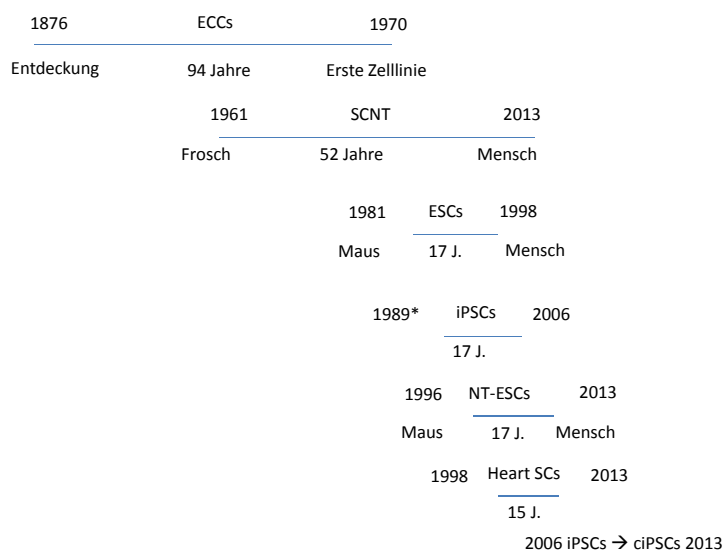 1876 ECCs 1970
Entdeckung 94 Jahre Erste Zelllinie
1961 SCNT 2013
Frosch 52 Jahre Mensch
1981 ESCs 1998
Maus 17 J. Mensch
1989* iPSCs 2006
17 J.
1996 NT-ESCs 2013
Maus 17 J. Mensch
1998 Heart SCs 2013
15 J.
2006 iPSCs → ciPSCs 2013